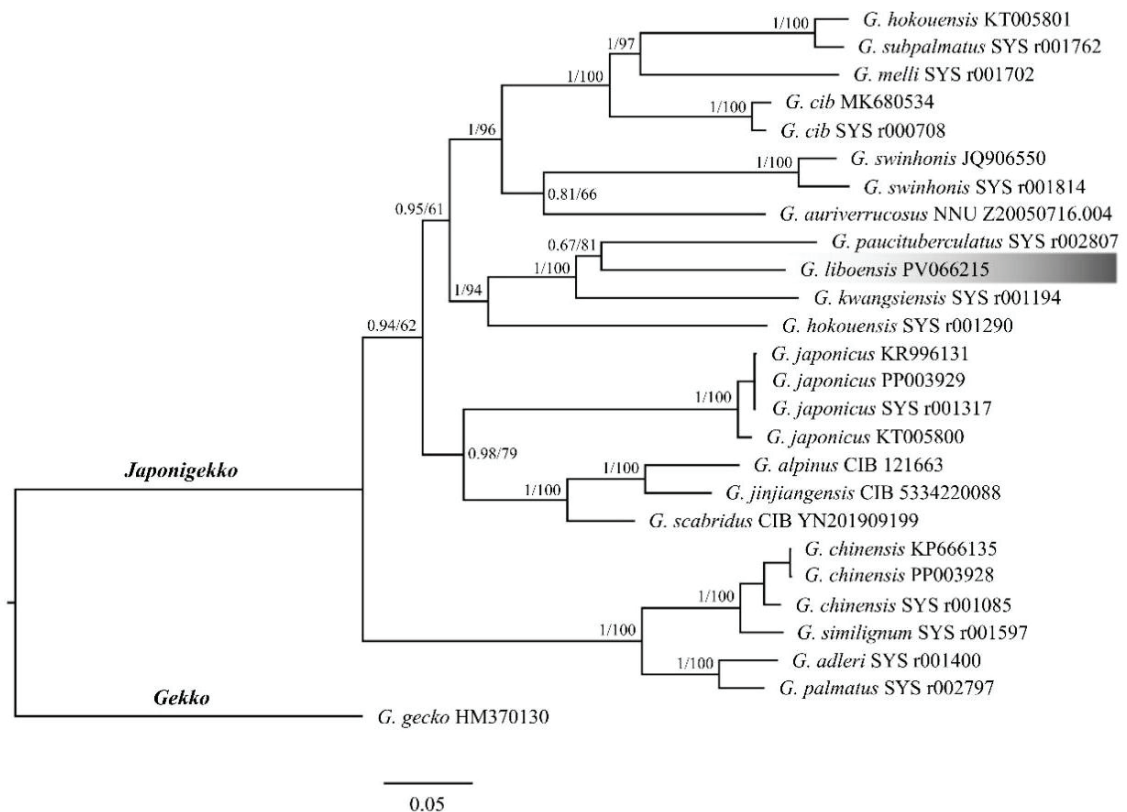 1/100
G. hokouensis KT005801
G. subpalmatus SYS r001762
1/97
G. melli SYS r001702
1/100
1/100
G. cib MK680534
G. cib SYS r000708
1/96
1/100
G. swinhonis JQ906550
G. swinhonis SYS r001814
0.81/66
G. auriverrucosus NNU Z20050716.004
0.95/61
0.67/81
G. paucituberculatus SYS r002807
1/100
G. liboensis PV066215
1/94
G. kwangsiensis SYS r001194
G. hokouensis SYS r001290
0.94/62
G. japonicus KR996131
G. japonicus PP003929
1/100
G. japonicus SYS r001317
G. japonicus KT005800
0.98/79
Japonigekko
1/100
G. alpinus CIB 121663
1/100
G. jinjiangensis CIB 5334220088
G. scabridus CIB YN201909199
G. chinensis KP666135
G. chinensis PP003928
1/100
G. chinensis SYS r001085
1/100
G. similignum SYS r001597
1/100
G. adleri SYS r001400
G. palmatus SYS r002797
Gekko
G. gecko HM370130
0.05